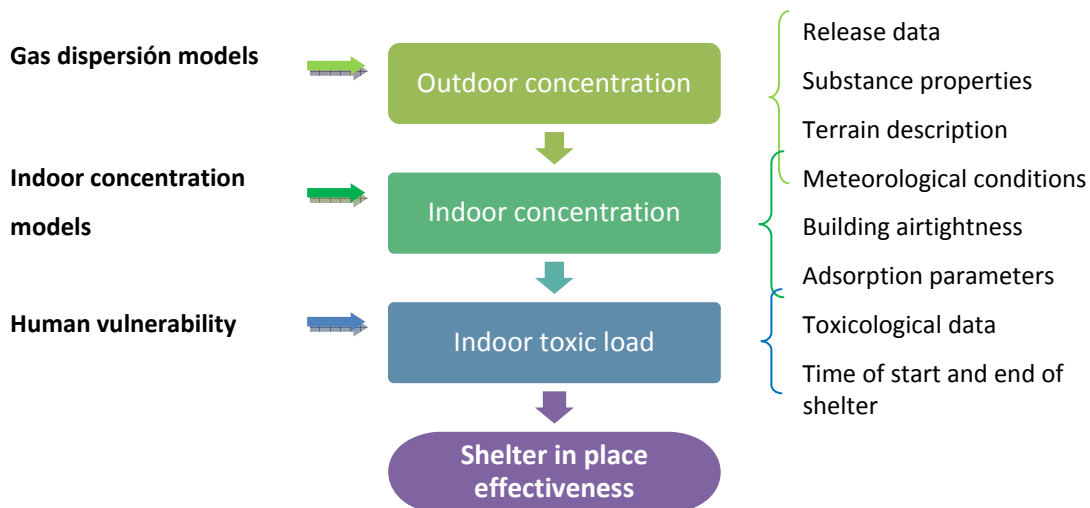 Gas dispersión models
Outdoor concentration
Release data
Substance properties
Terrain description
Meteorological conditions
Indoor concentration
models
Indoor concentration
Building airtightness
Adsorption parameters
Human vulnerability
Indoor toxic load
Toxicological data
Time of start and end of
shelter
Shelter in place
effectiveness